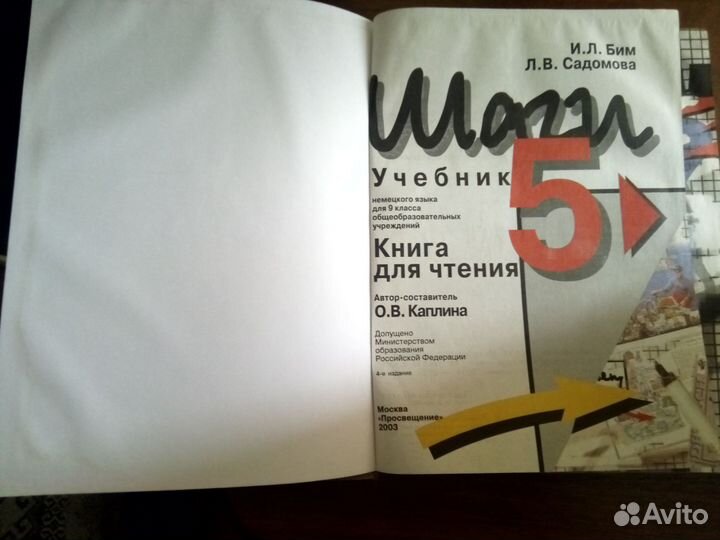 И.Л. Бим
Л.В. Садомова
Шаги
5
Учебник
немецкого языка
для 9 класса
общеобразовательных
учреждений
Книга
для чтения
Автор-составитель
О.В. Каплина
Допущено
Министерством
образования
Российской Федерации
4-е издание
Москва
«Просвещение»
2003
Avito